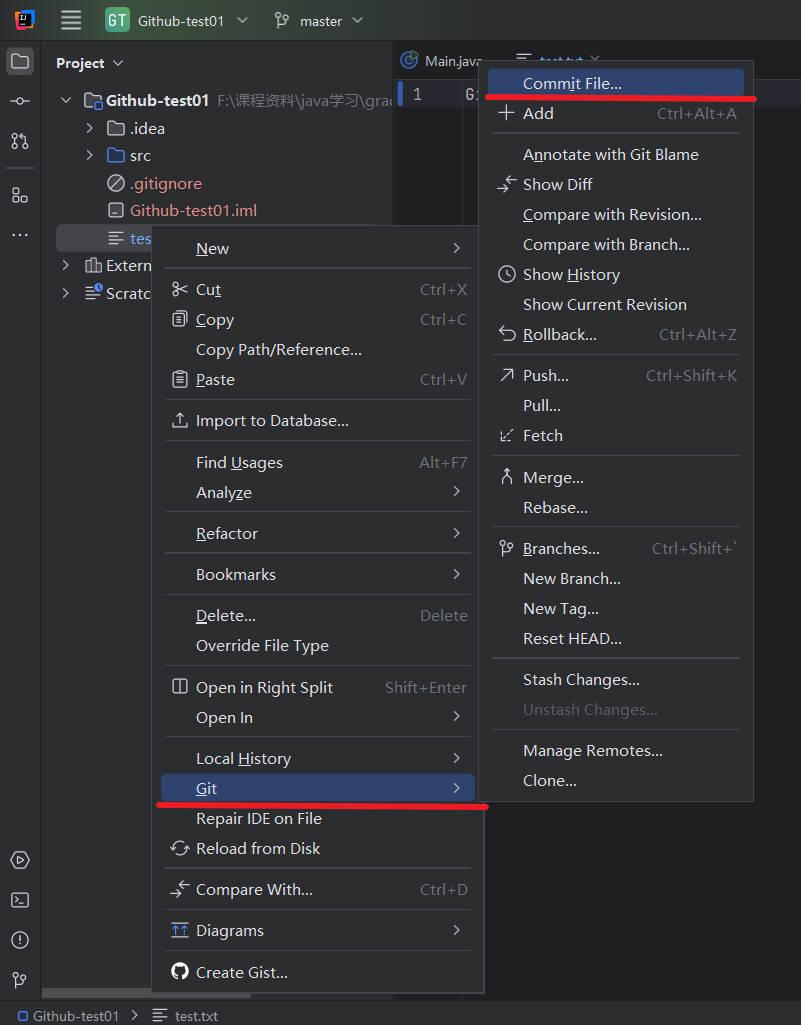 GT Github-test01 master
Project
Main.java
test.txt
Github-test01 F:\课程资料\java学习\grad
.idea
src
.gitignore
Github-test01.iml
tes
Extern
Scratc
1 G
New
Cut Ctrl+X
Copy Ctrl+C
Copy Path/Reference...
Paste Ctrl+V
Import to Database...
Find Usages Alt+F7
Analyze
Refactor
Bookmarks
Delete... Delete
Override File Type
Open in Right Split Shift+Enter
Open In
Local History
Git
Repair IDE on File
Reload from Disk
Compare With... Ctrl+D
Diagrams
Create Gist...
Commit File...
Add Ctrl+Alt+A
Annotate with Git Blame
Show Diff
Compare with Revision...
Compare with Branch...
Show History
Show Current Revision
Rollback... Ctrl+Alt+Z
Push... Ctrl+Shift+K
Pull...
Fetch
Merge...
Rebase...
Branches... Ctrl+Shift+`
New Branch...
New Tag...
Reset HEAD...
Stash Changes...
Unstash Changes...
Manage Remotes...
Clone...
Github-test01 > test.txt